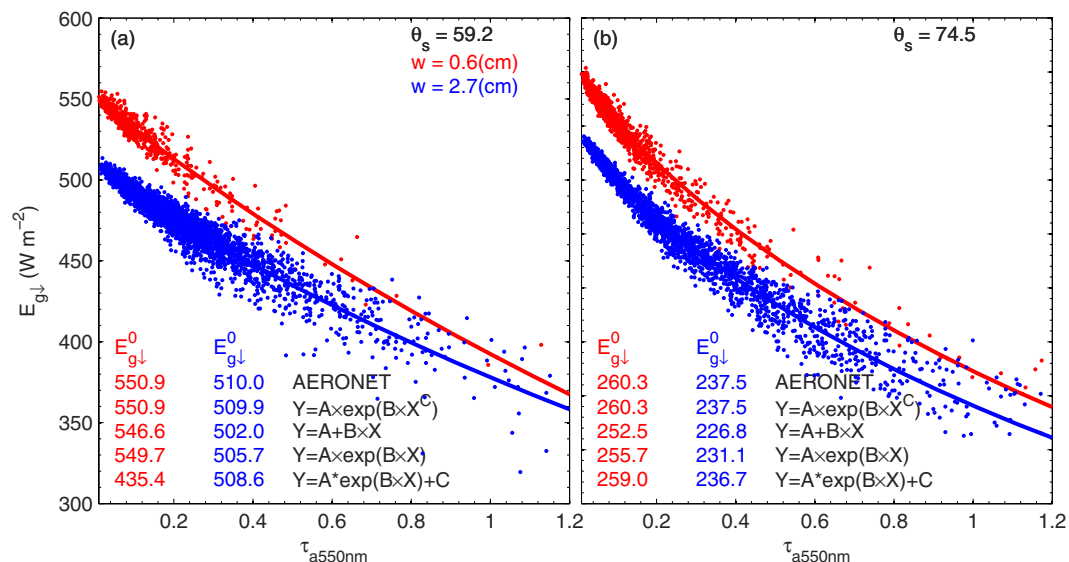 (a) θs = 59.2
w = 0.6(cm)
w = 2.7(cm)
(b) θs = 74.5
600
550
500
450
400
350
300
Eg↓ (W m−2)
E0g↓ E0g↓
550.9 510.0 AERONET
550.9 509.9 Y=A×exp(B×XC)
546.6 502.0 Y=A+B×X
549.7 505.7 Y=A×exp(B×X)
435.4 508.6 Y=A*exp(B×X)+C
E0g↓ E0g↓
260.3 237.5 AERONET
260.3 237.5 Y=A×exp(B×XC)
252.5 226.8 Y=A+B×X
255.7 231.1 Y=A×exp(B×X)
259.0 236.7 Y=A*exp(B×X)+C
0.2 0.4 0.6 0.8 1 1.2
0.2 0.4 0.6 0.8 1 1.2
τa550nm
τa550nm